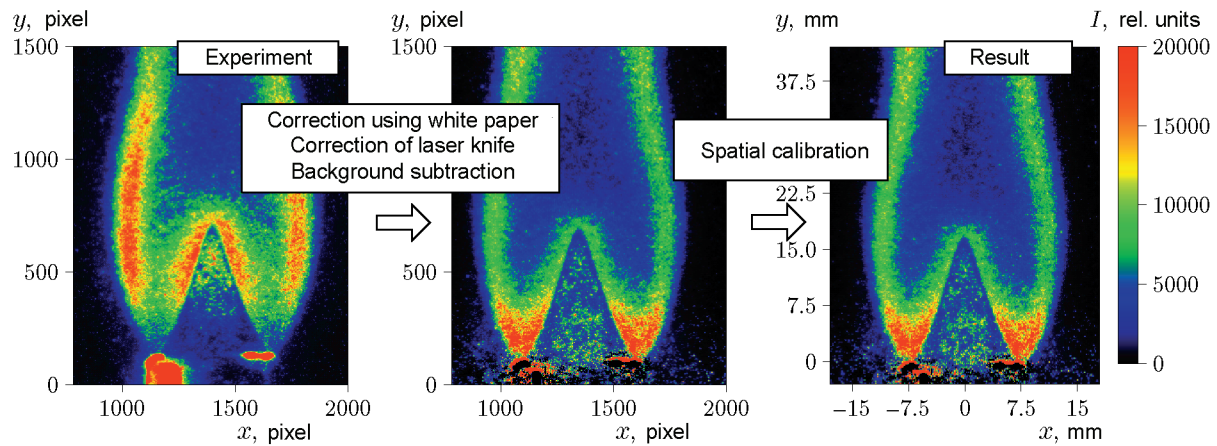 y, pixel
y, pixel
y, mm
I, rel. units
1500
1000
500
0
Experiment
1000
1500
2000
x, pixel
Correction using white paper
Correction of laser knife
Background subtraction
1500
1000
500
0
1000
1500
2000
x, pixel
Spatial calibration
Result
37.5
22.5
15.0
7.5
0
−15
−7.5
0
7.5
15
x, mm
20000
15000
10000
5000
0